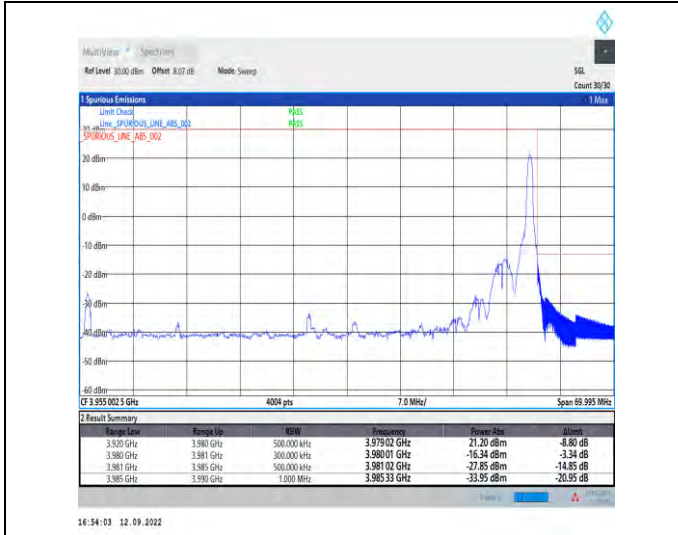 MultiView Spectrum
Ref Level 30.00 dBm Offset 8.07 dB Mode Sweep SGL
Count 30/30
1 Spurious Emissions 1 Max
Limit Check PASS
Line _SPURIOUS_LINE_ABS_002 PASS
_SPURIOUS_LINE_ABS_002
20 dBm
10 dBm
0 dBm
-10 dBm
-20 dBm
-30 dBm
-40 dBm
-50 dBm
-60 dBm
CF 3.955 002 5 GHz 4004 pts 7.0 MHz/ Span 69.995 MHz
2 Result Summary
Range Low Range Up RBW Frequency Power Abs ΔLimit
3.920 GHz 3.980 GHz 500.000 kHz 3.979 02 GHz 21.20 dBm -8.80 dB
3.980 GHz 3.981 GHz 300.000 kHz 3.980 01 GHz -16.34 dBm -3.34 dB
3.981 GHz 3.985 GHz 500.000 kHz 3.981 02 GHz -27.85 dBm -14.85 dB
3.985 GHz 3.990 GHz 1.000 MHz 3.985 33 GHz -33.95 dBm -20.95 dB
16:54:03 12.09.2022